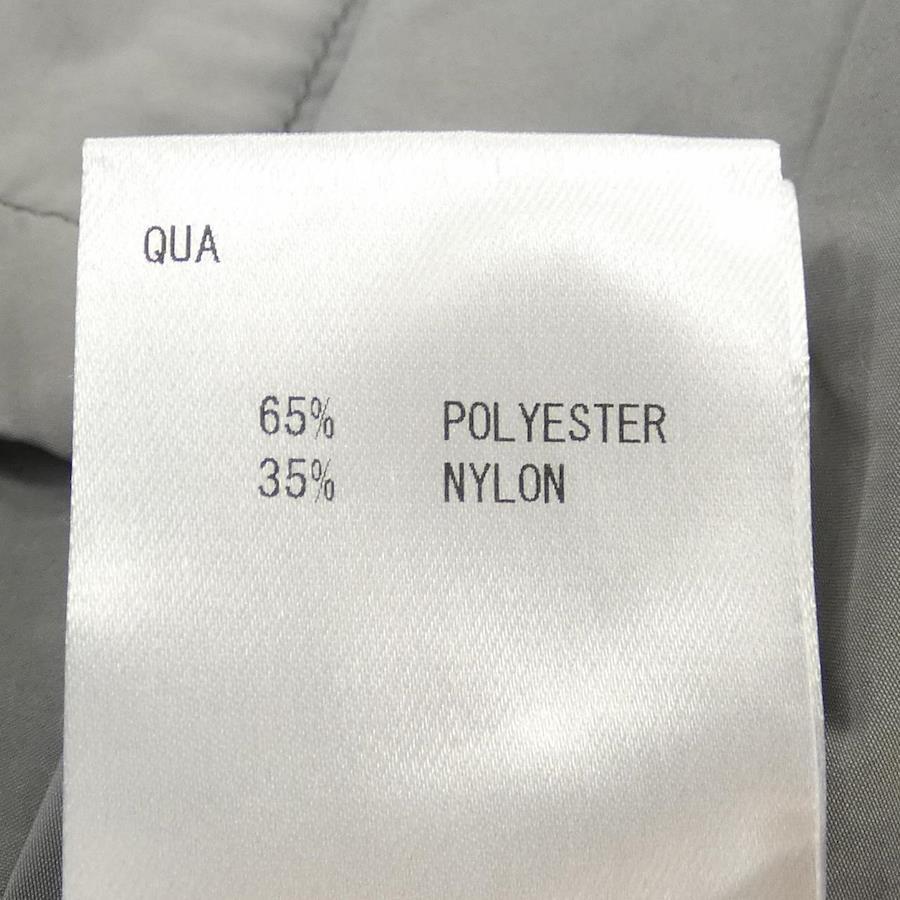 QUA
65% POLYESTER
35% NYLON